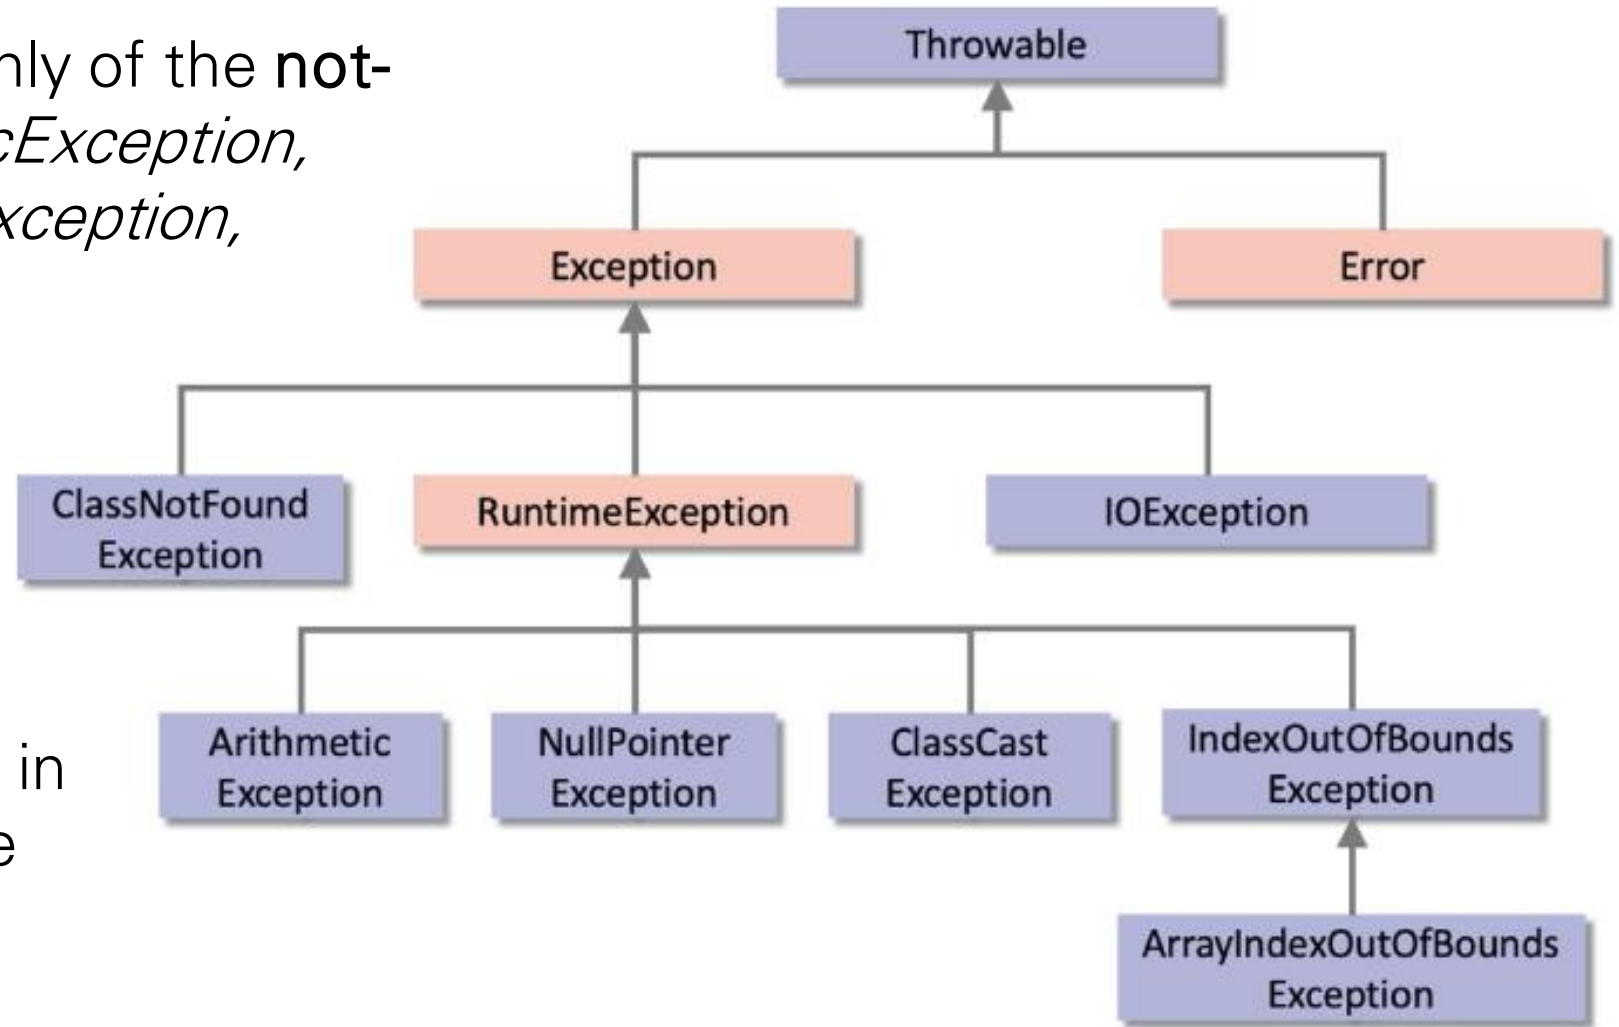 nly of the not-
cException,
xception,
in
e
Throwable
Exception
Error
ClassNotFound
Exception
RuntimeException
IOException
Arithmetic
Exception
NullPointer
Exception
ClassCast
Exception
IndexOutOfBounds
Exception
ArrayIndexOutOfBounds
Exception